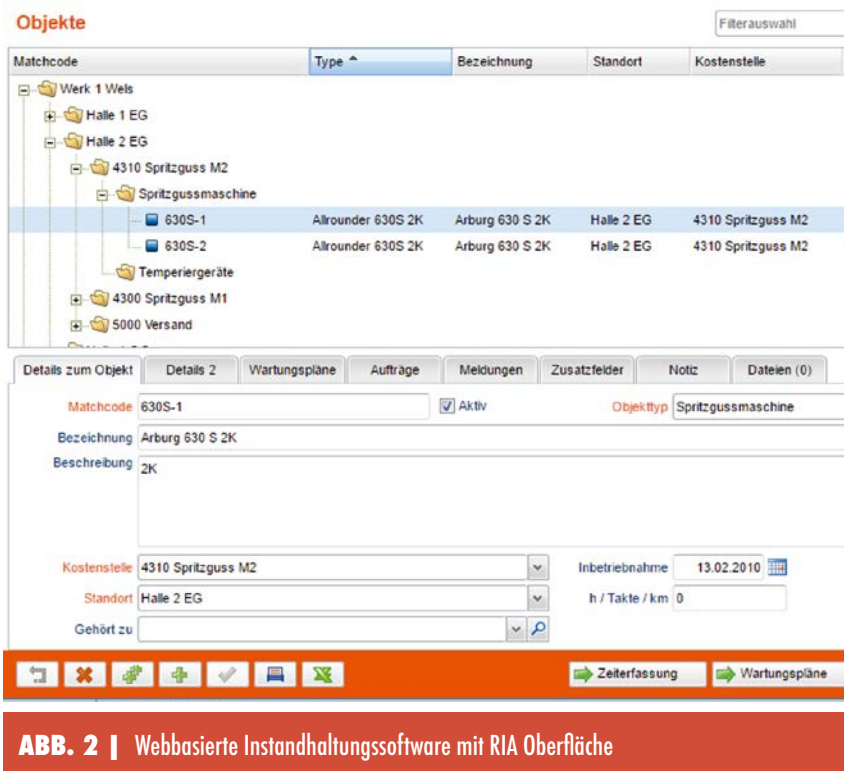 Objekte
Filterauswahl
Matchcode Type Bezeichnung Standort Kostenstelle
Werk 1 Wels
Halle 1 EG
Halle 2 EG
4310 Spritzguss M2
Spritzgussmaschine
630S-1 Allrounder 630S 2K Arburg 630 S 2K Halle 2 EG 4310 Spritzguss M2
630S-2 Allrounder 630S 2K Arburg 630 S 2K Halle 2 EG 4310 Spritzguss M2
Temperiergeräte
4300 Spritzguss M1
5000 Versand
Details zum Objekt Details 2 Wartungspläne Aufträge Meldungen Zusatzfelder Notiz Dateien (0)
Matchcode 630S-1 Aktiv Objekttyp Spritzgussmaschine
Bezeichnung Arburg 630 S 2K
Beschreibung 2K
Kostenstelle 4310 Spritzguss M2 Inbetriebnahme 13.02.2010
Standort Halle 2 EG h / Takte / km 0
Gehört zu
Zeiterfassung Wartungspläne
ABB. 2 | Webbasierte Instandhaltungssoftware mit RIA Oberfläche